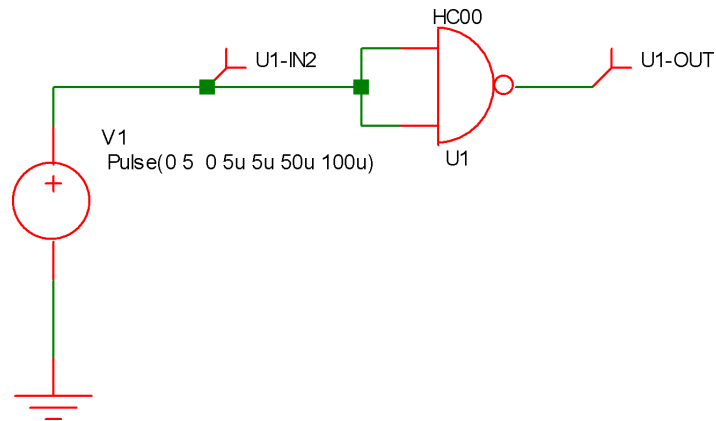 HC00
U1-IN2
U1-OUT
V1
Pulse(0 5 0 5u 5u 50u 100u)
U1